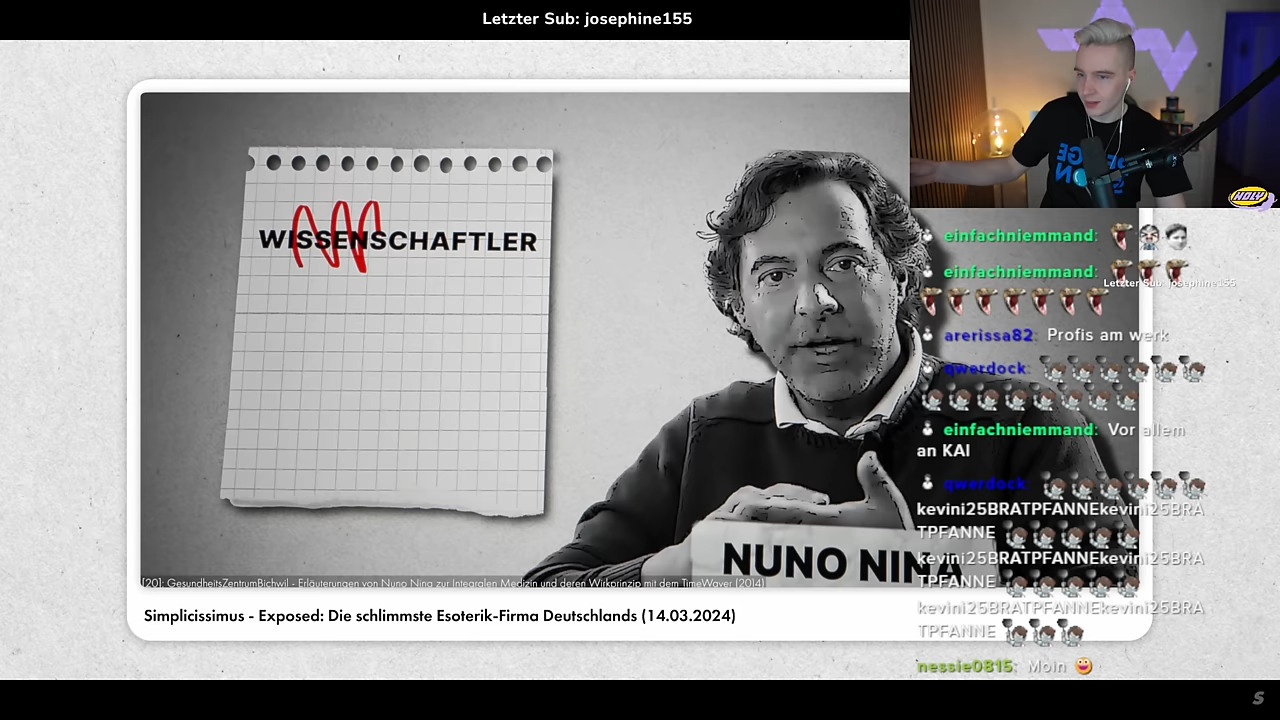 Letzter Sub: josephine155
HOLY
WISSENSCHAFTLER
NUNO NINA
[20]: GesundheitsZentrumBichwil - Erläuterungen von Nuno Nina zur Integralen Medizin und deren Wirkprinzip mit dem TimeWaver (2014)
Simplicissimus - Exposed: Die schlimmste Esoterik-Firma Deutschlands (14.03.2024)
einfachniemmand:
einfachniemmand:
Letzter Sub: josephine155
arerissa82: Profis am werk
qwerdock:
einfachniemmand: Vor allem
an KAI
qwerdock:
kevini25BRATPFANNEkevini25BRA
TPFANNE
kevini25BRATPFANNEkevini25BRA
TPFANNE
kevini25BRATPFANNEkevini25BRA
TPFANNE
nessie0815: Moin 😀
S